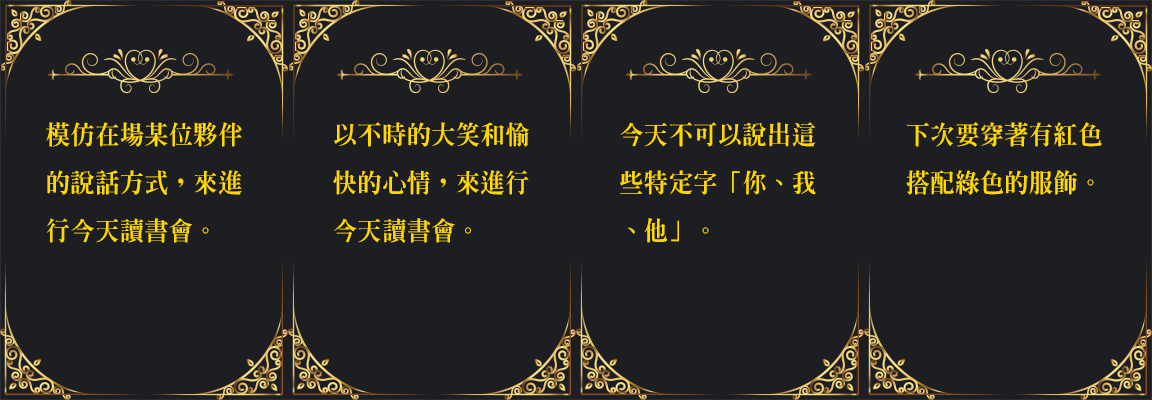 模仿在場某位夥伴
的說話方式，來進
行今天讀書會。
以不時的大笑和愉
快的心情，來進行
今天讀書會。
今天不可以說出這
些特定字「你、我
、他」。
下次要穿著有紅色
搭配綠色的服飾。